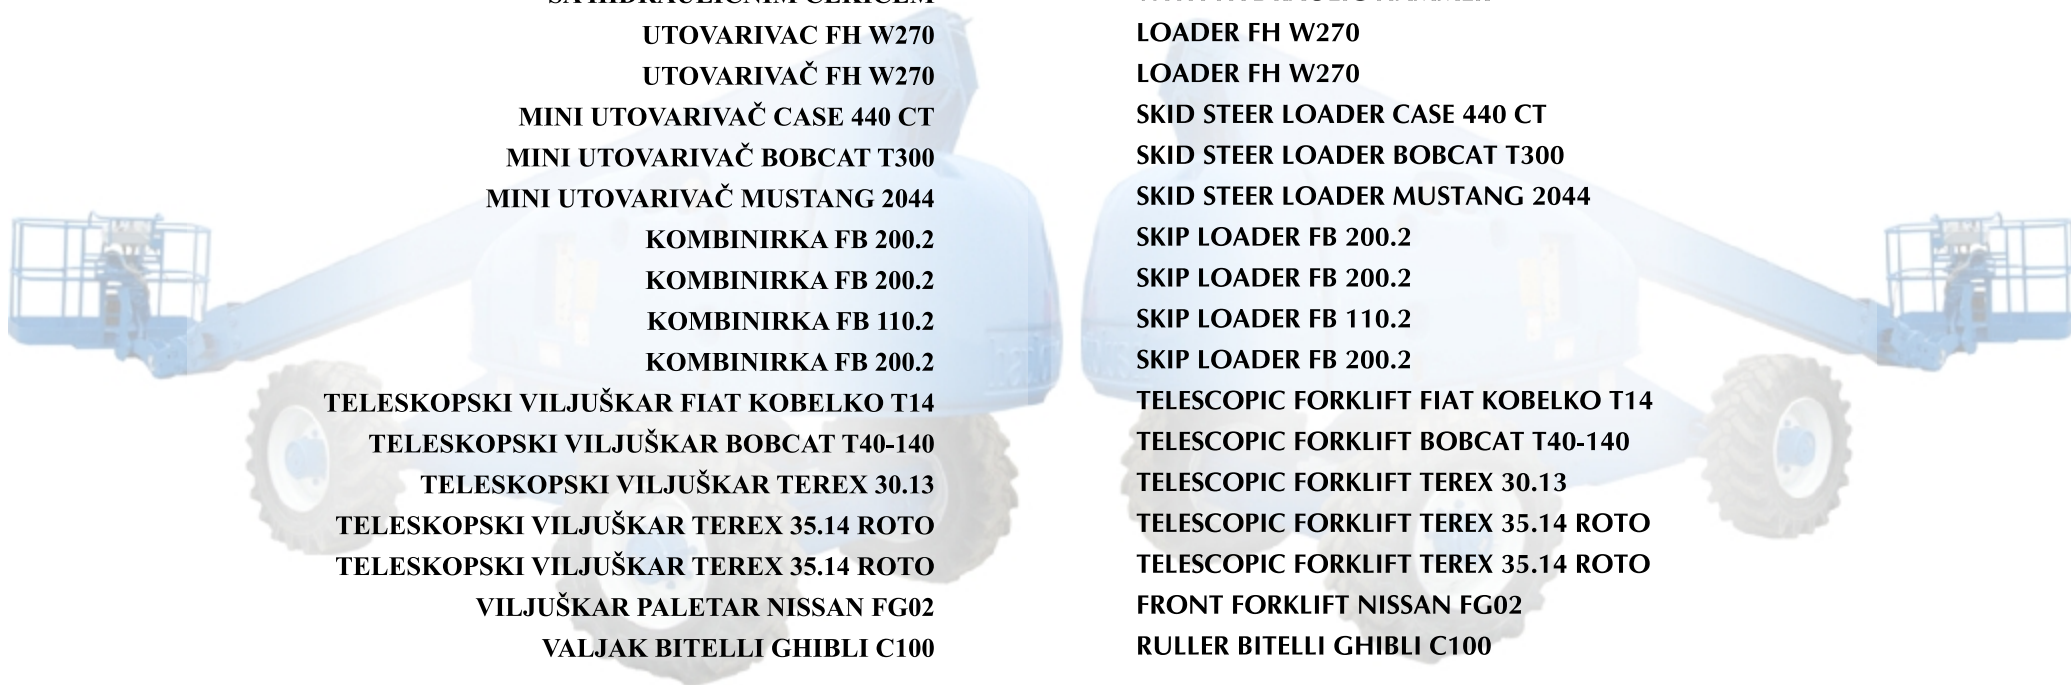 UTOVARIVAC FH W270
UTOVARIVAČ FH W270
MINI UTOVARIVAČ CASE 440 CT
MINI UTOVARIVAČ BOBCAT T300
MINI UTOVARIVAČ MUSTANG 2044
KOMBINIRKA FB 200.2
KOMBINIRKA FB 200.2
KOMBINIRKA FB 110.2
KOMBINIRKA FB 200.2
TELESKOPSKI VILJUŠKAR FIAT KOBELKO T14
TELESKOPSKI VILJUŠKAR BOBCAT T40-140
TELESKOPSKI VILJUŠKAR TEREX 30.13
TELESKOPSKI VILJUŠKAR TEREX 35.14 ROTO
TELESKOPSKI VILJUŠKAR TEREX 35.14 ROTO
VILJUŠKAR PALETAR NISSAN FG02
VALJAK BITELLI GHIBLI C100
LOADER FH W270
LOADER FH W270
SKID STEER LOADER CASE 440 CT
SKID STEER LOADER BOBCAT T300
SKID STEER LOADER MUSTANG 2044
SKIP LOADER FB 200.2
SKIP LOADER FB 200.2
SKIP LOADER FB 110.2
SKIP LOADER FB 200.2
TELESCOPIC FORKLIFT FIAT KOBELKO T14
TELESCOPIC FORKLIFT BOBCAT T40-140
TELESCOPIC FORKLIFT TEREX 30.13
TELESCOPIC FORKLIFT TEREX 35.14 ROTO
TELESCOPIC FORKLIFT TEREX 35.14 ROTO
FRONT FORKLIFT NISSAN FG02
RULLER BITELLI GHIBLI C100